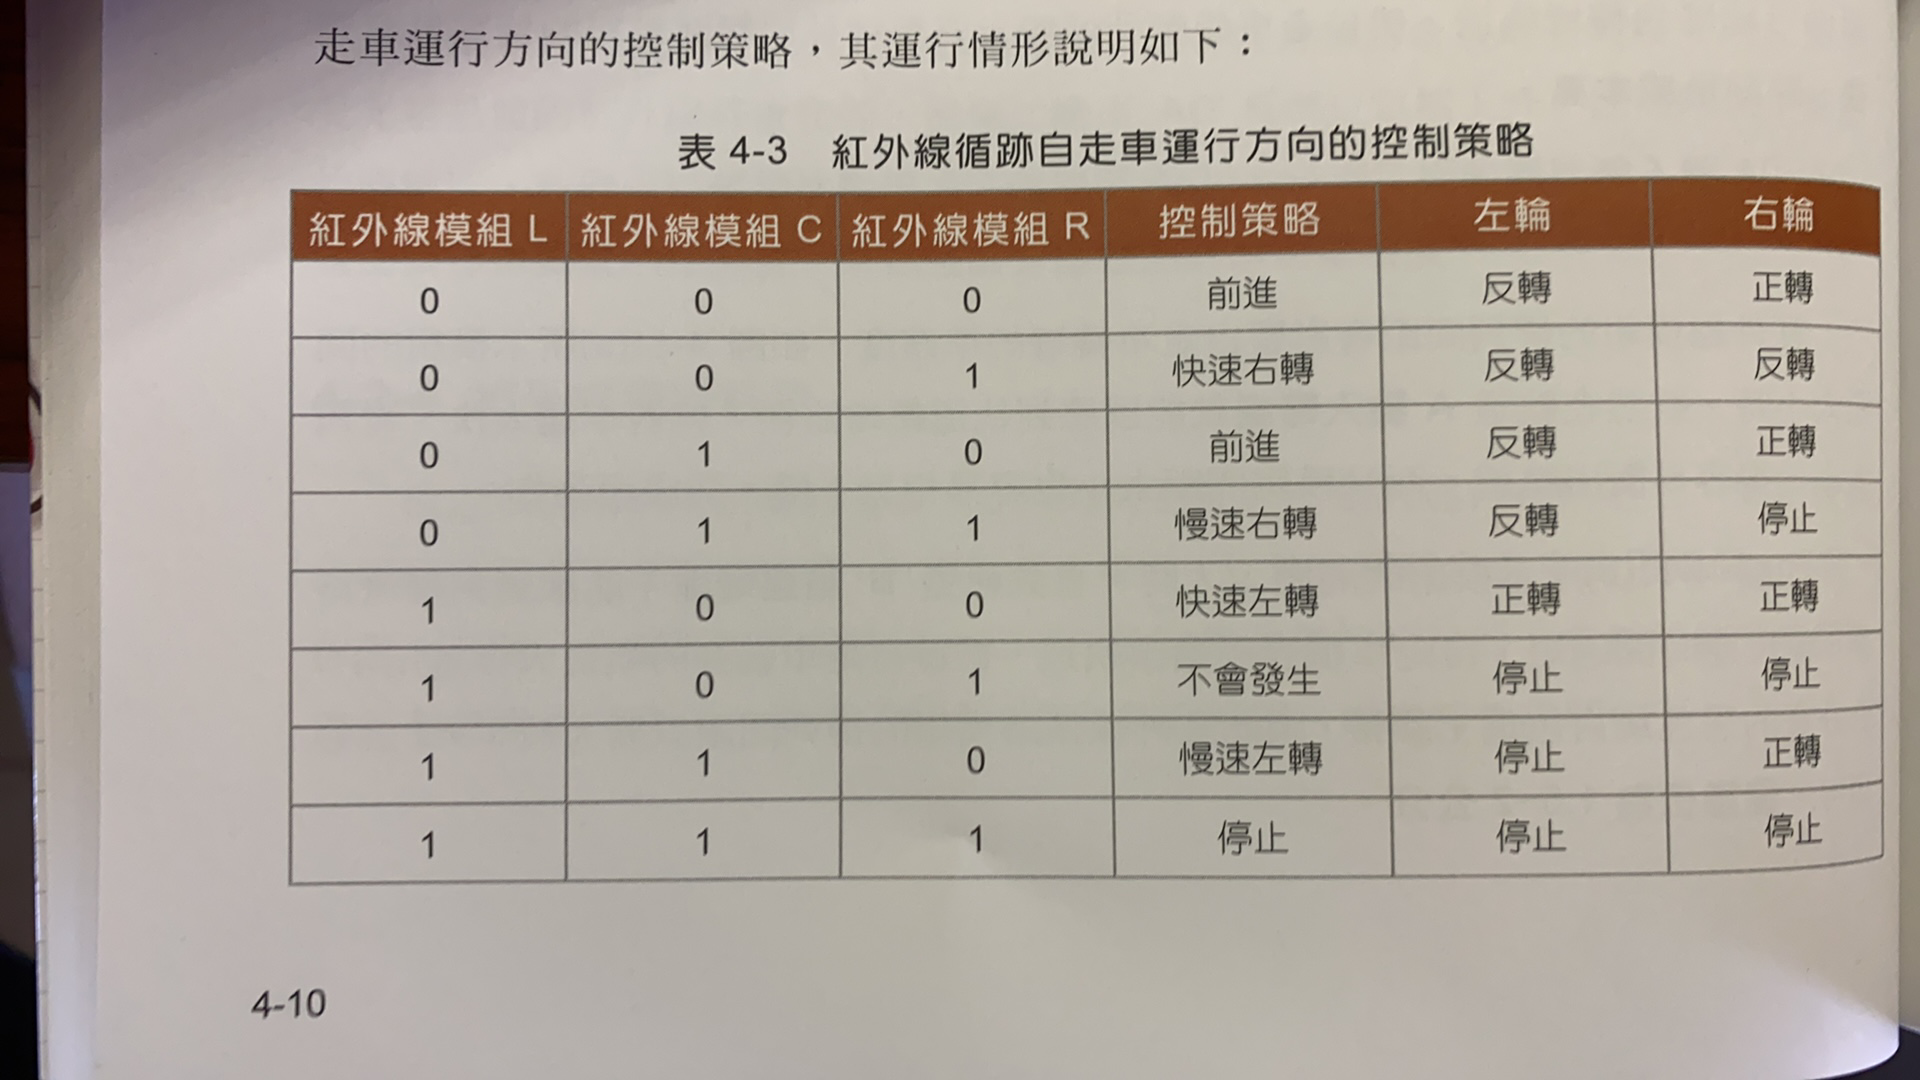 走車運行方向的控制策略，其運行情形說明如下：
表 4-3　紅外線循跡自走車運行方向的控制策略
紅外線模組 L 紅外線模組 C 紅外線模組 R 控制策略 左輪 右輪
0 0 0 前進 反轉 正轉
0 0 1 快速右轉 反轉 反轉
0 1 0 前進 反轉 正轉
0 1 1 慢速右轉 反轉 停止
1 0 0 快速左轉 正轉 正轉
1 0 1 不會發生 停止 停止
1 1 0 慢速左轉 停止 正轉
1 1 1 停止 停止 停止
4-10